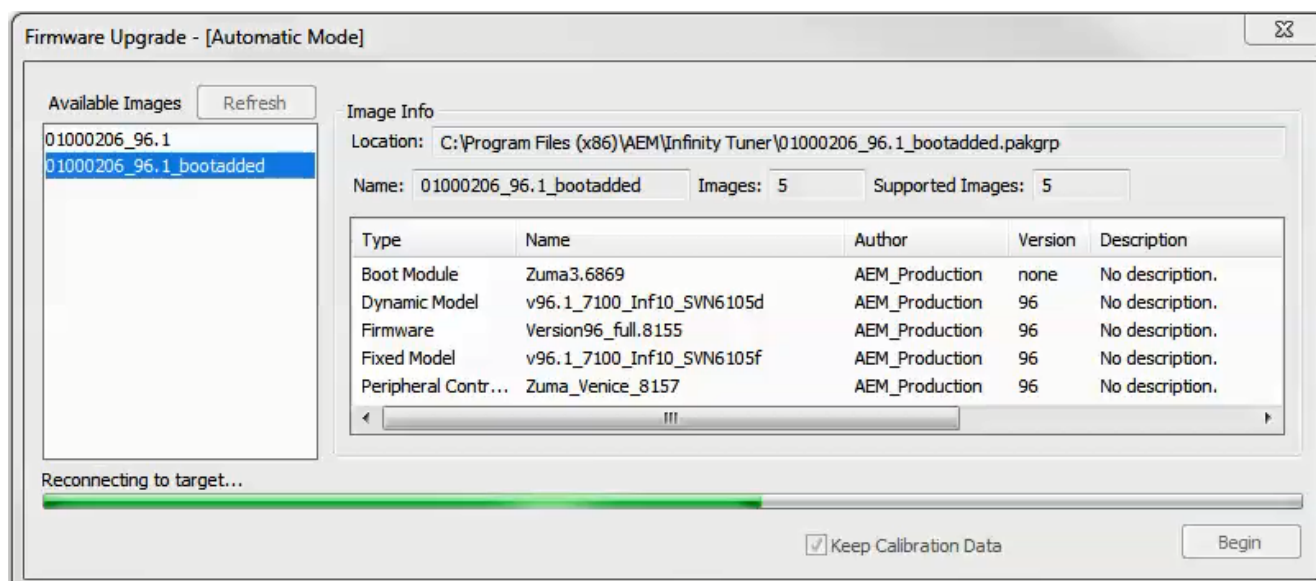 Firmware Upgrade - [Automatic Mode]
Available Images
Refresh
01000206_96.1
01000206_96.1_bootadded
Image Info
Location: C:\Program Files (x86)\AEM\Infinity Tuner\01000206_96.1_bootadded.pakgrp
Name: 01000206_96.1_bootadded Images: 5 Supported Images: 5
Type Name Author Version Description
Boot Module Zuma3.6869 AEM_Production none No description.
Dynamic Model v96.1_7100_Inf10_SVN6105d AEM_Production 96 No description.
Firmware Version96_full.8155 AEM_Production 96 No description.
Fixed Model v96.1_7100_Inf10_SVN6105f AEM_Production 96 No description.
Peripheral Contr... Zuma_Venice_8157 AEM_Production 96 No description.
Reconnecting to target...
Keep Calibration Data
Begin